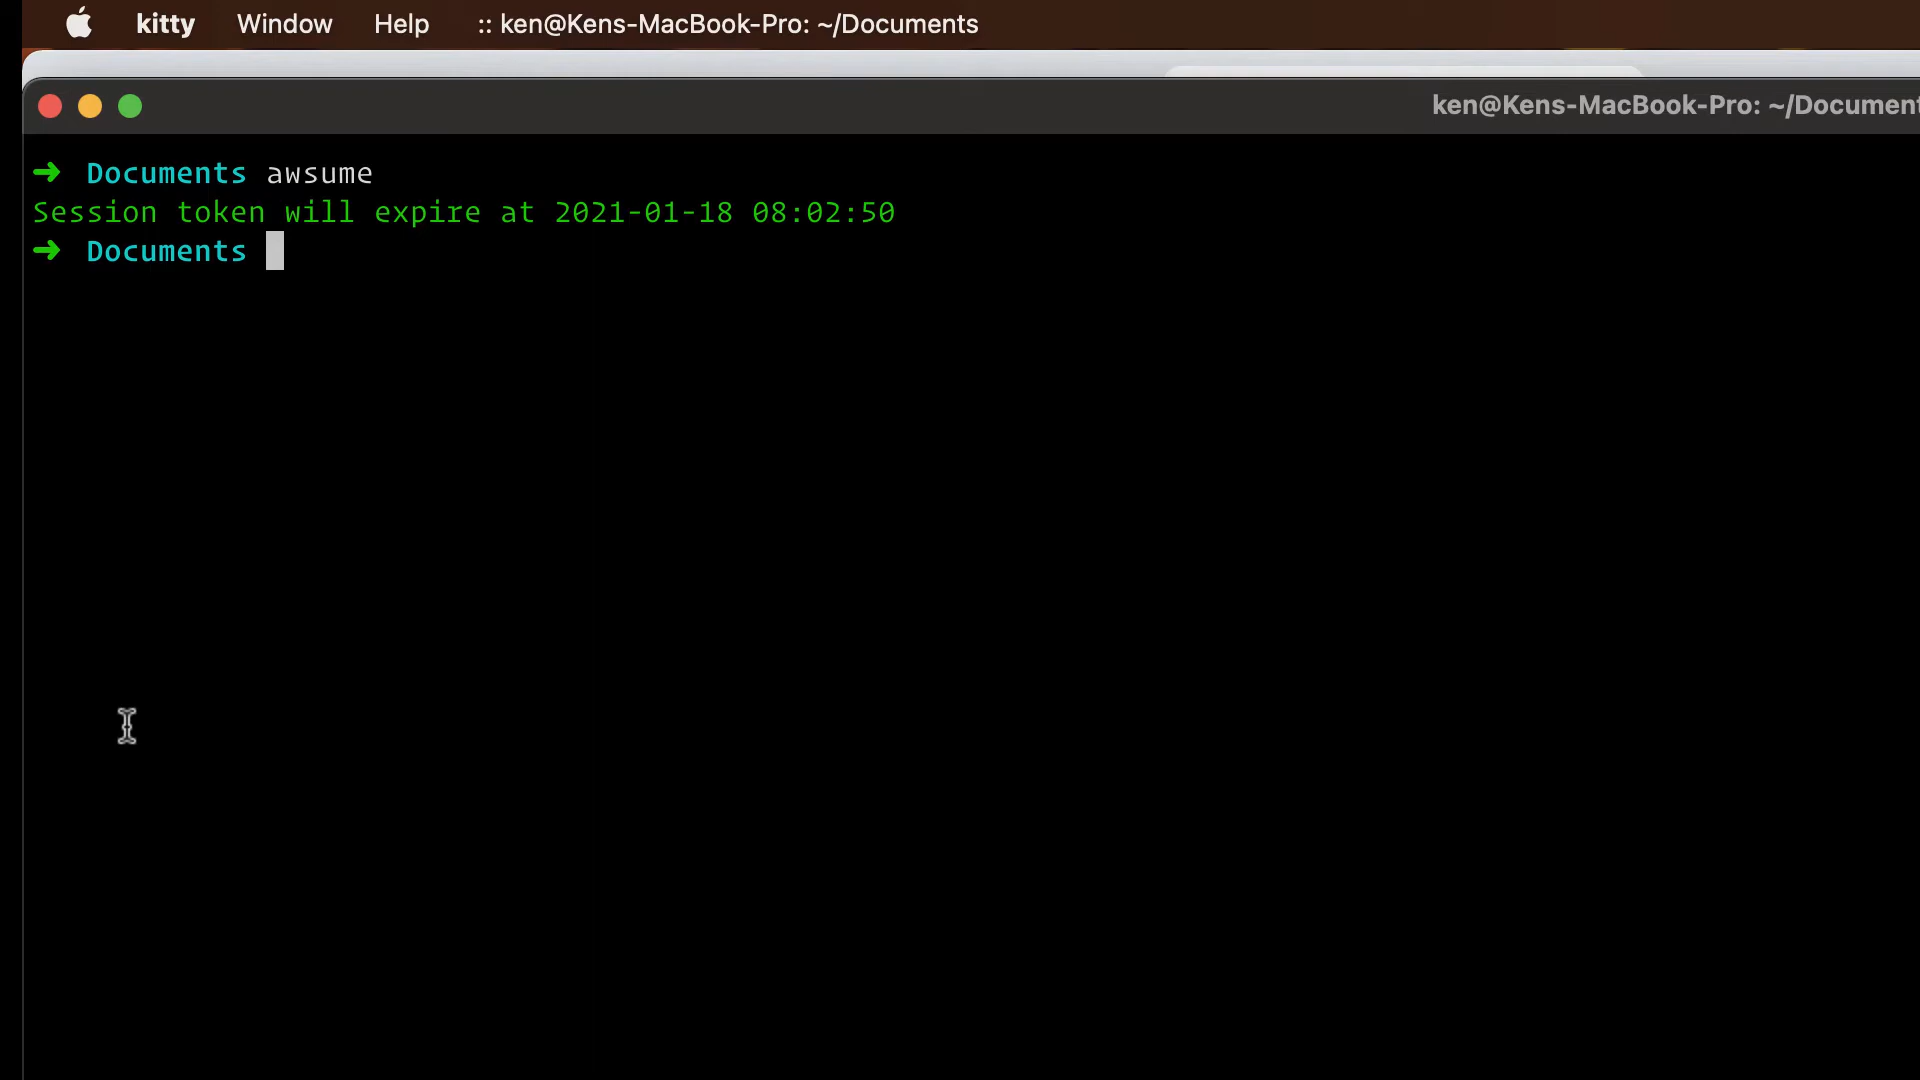 kitty Window Help :: ken@Kens-MacBook-Pro: ~/Documents
ken@Kens-MacBook-Pro: ~/Document
➜ Documents awsume
Session token will expire at 2021-01-18 08:02:50
➜ Documents